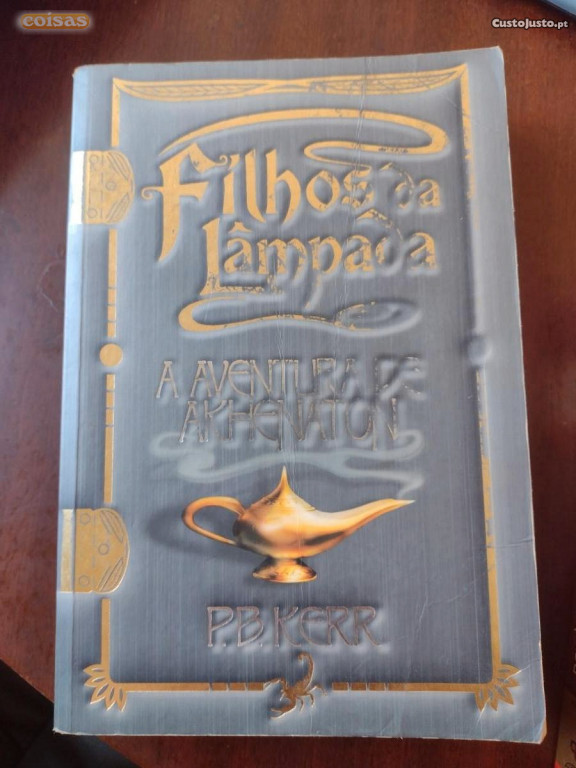 coisas
CustoJusto.pt
Filhos da
Lâmpada
A AVENTURA DE
AKHENATON
P.B. KERR